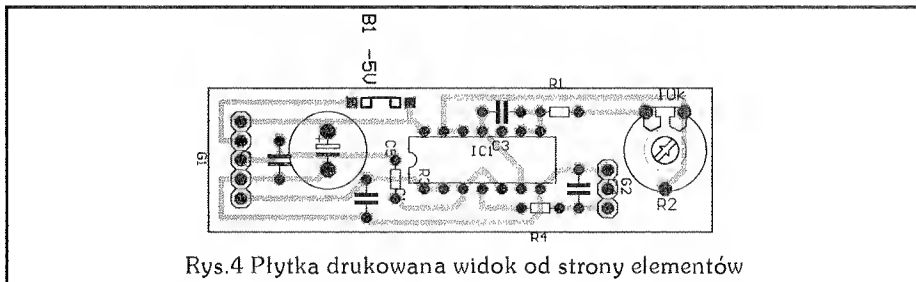 B1 -5V
R1
10k
G1
C5
R3
IC1
C3
G2
R2
R4
Rys.4 Płytka drukowana widok od strony elementów